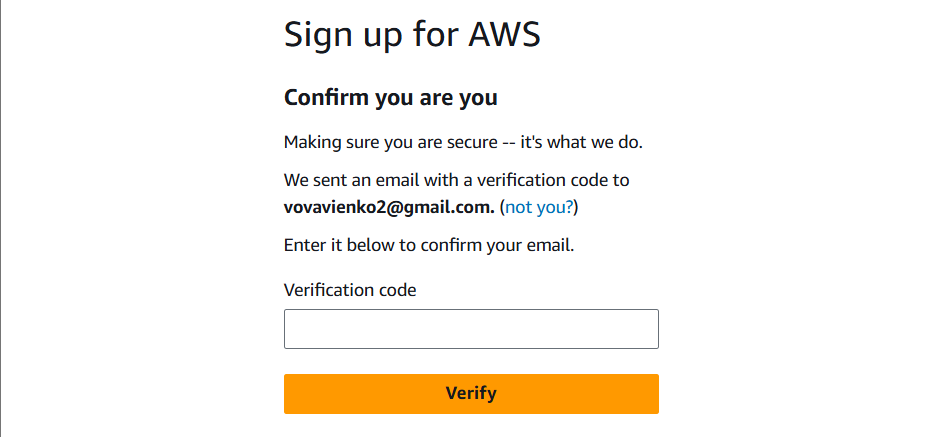 Sign up for AWS
Confirm you are you
Making sure you are secure -- it's what we do.
We sent an email with a verification code to
vovavienko2@gmail.com. (not you?)
Enter it below to confirm your email.
Verification code
Verify